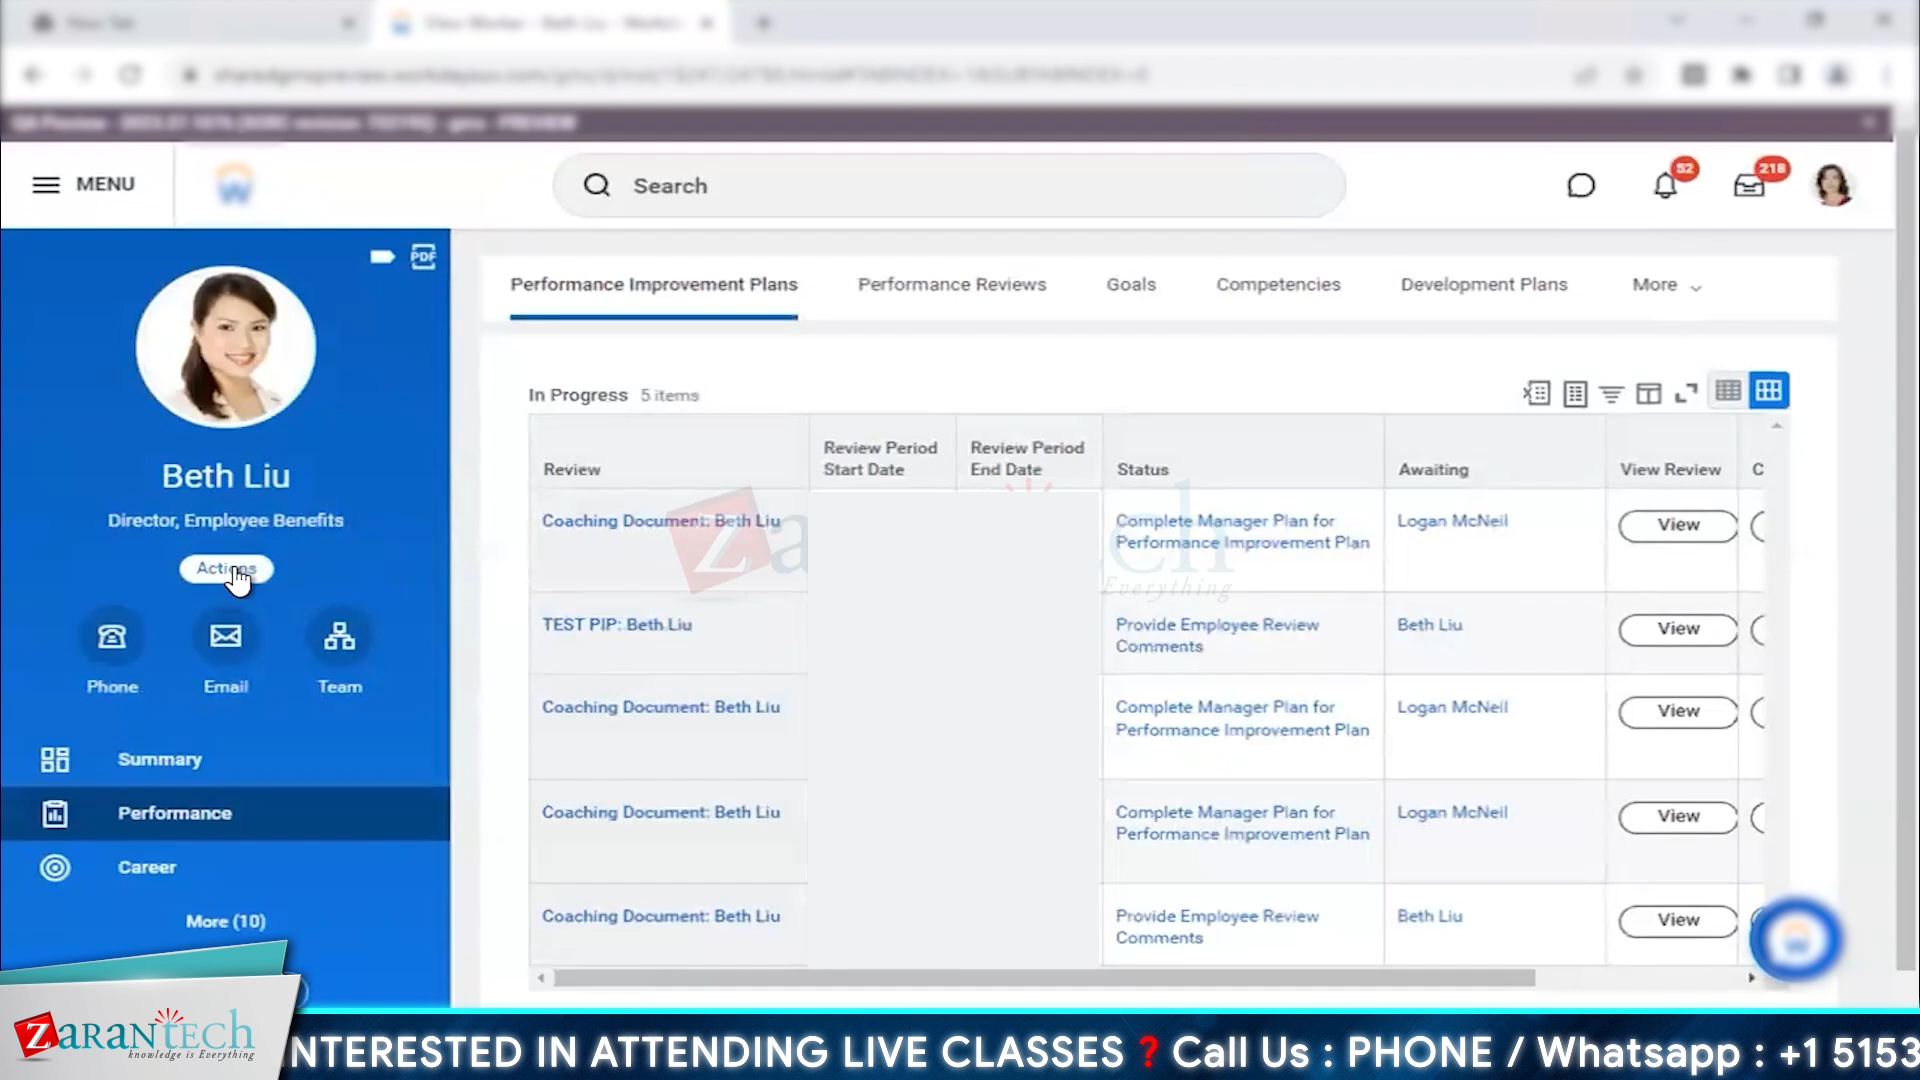 MENU
Search
52
218
PDF
Beth Liu
Director, Employee Benefits
Actions
Phone
Email
Team
Summary
Performance
Career
More (10)
Performance Improvement Plans
Performance Reviews
Goals
Competencies
Development Plans
More
In Progress 5 items
Review
Review Period Start Date
Review Period End Date
Status
Awaiting
View Review
C
Coaching Document: Beth Liu
Complete Manager Plan for
Performance Improvement Plan
Logan McNeil
View
TEST PIP: Beth Liu
Provide Employee Review
Comments
Beth Liu
View
Coaching Document: Beth Liu
Complete Manager Plan for
Performance Improvement Plan
Logan McNeil
View
Coaching Document: Beth Liu
Complete Manager Plan for
Performance Improvement Plan
Logan McNeil
View
Coaching Document: Beth Liu
Provide Employee Review
Comments
Beth Liu
View
ZARANTECH
knowledge is Everything
NTERESTED IN ATTENDING LIVE CLASSES ? Call Us : PHONE / Whatsapp : +1 5153